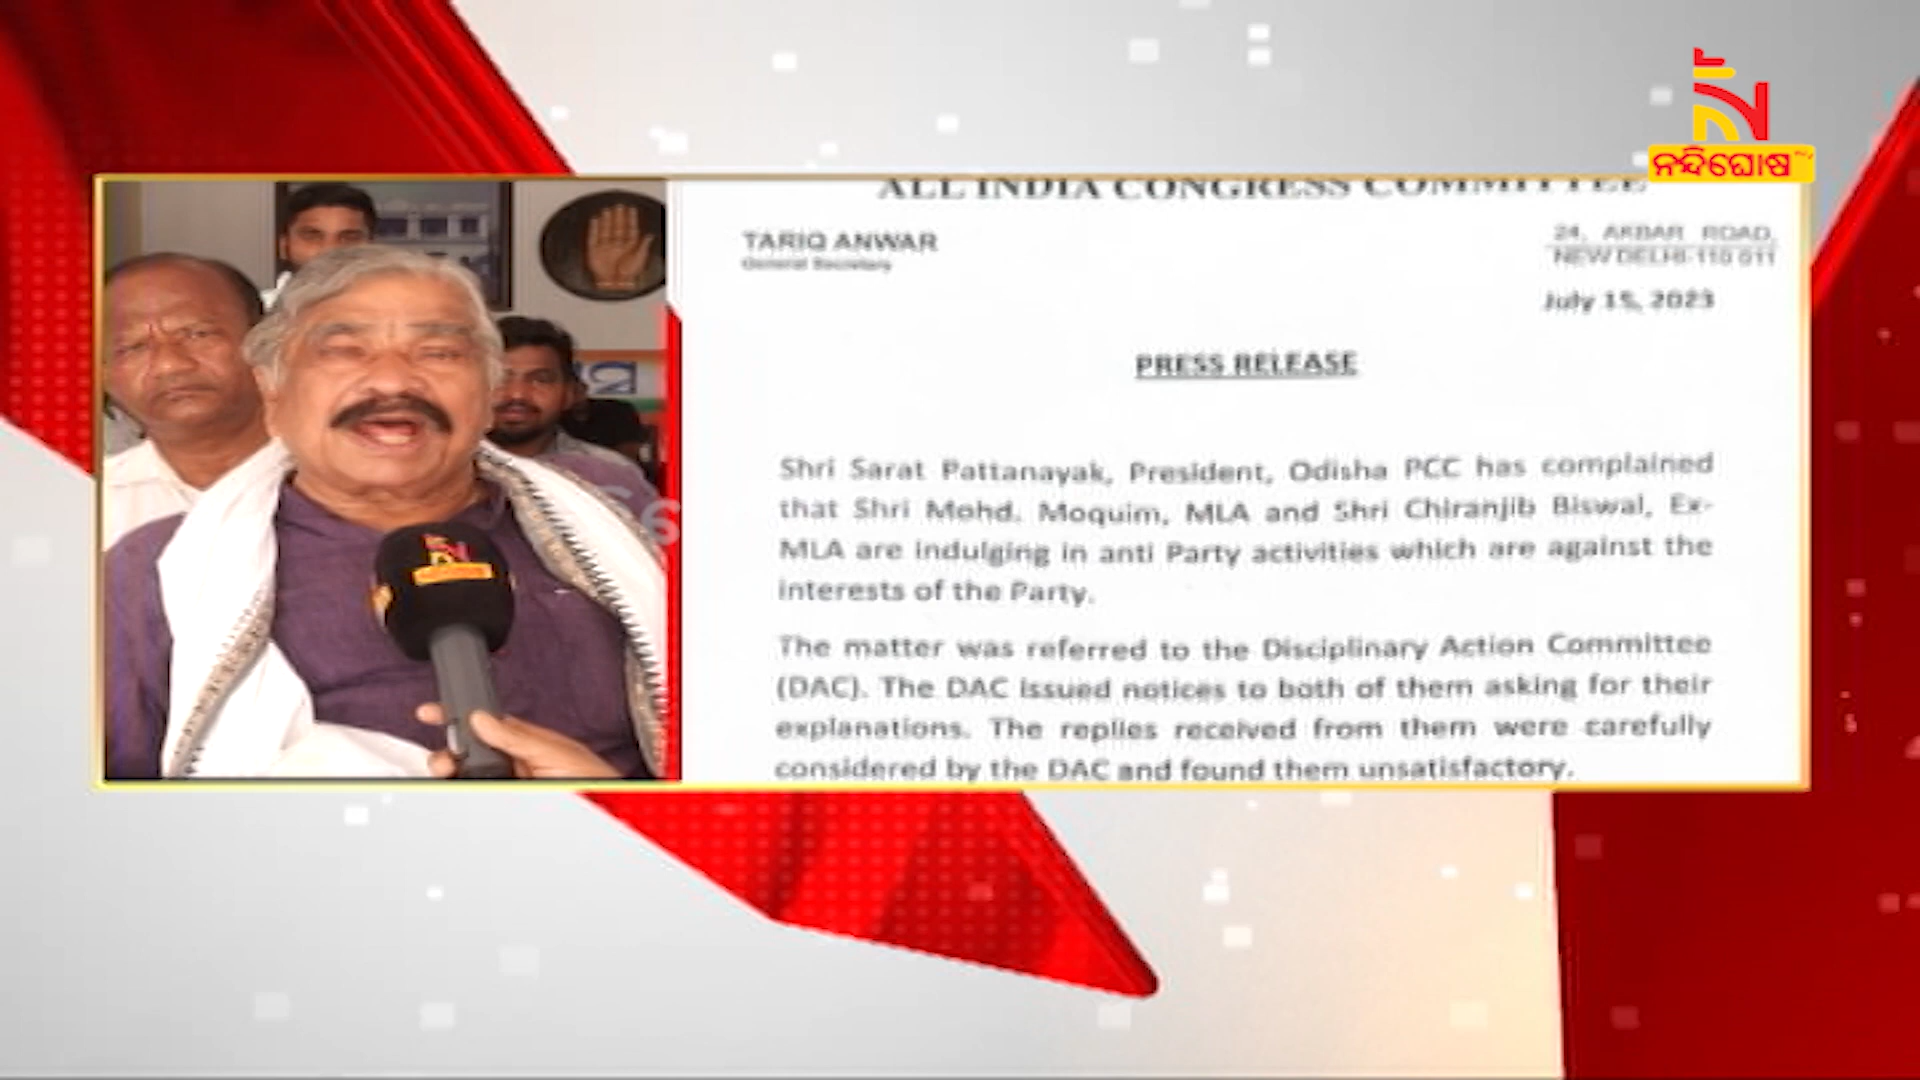 ନନ୍ଦିଘୋଷ TV
ALL INDIA CONGRESS COMMITTEE
TARIQ ANWAR
General Secretary
24, AKBAR ROAD,
NEW DELHI-110 011
July 15, 2023
PRESS RELEASE
Shri Sarat Pattanayak, President, Odisha PCC has complained
that Shri Mohd. Moquim, MLA and Shri Chiranjib Biswal, Ex-
MLA are indulging in anti Party activities which are against the
interests of the Party.
The matter was referred to the Disciplinary Action Committee
(DAC). The DAC issued notices to both of them asking for their
explanations. The replies received from them were carefully
considered by the DAC and found them unsatisfactory.